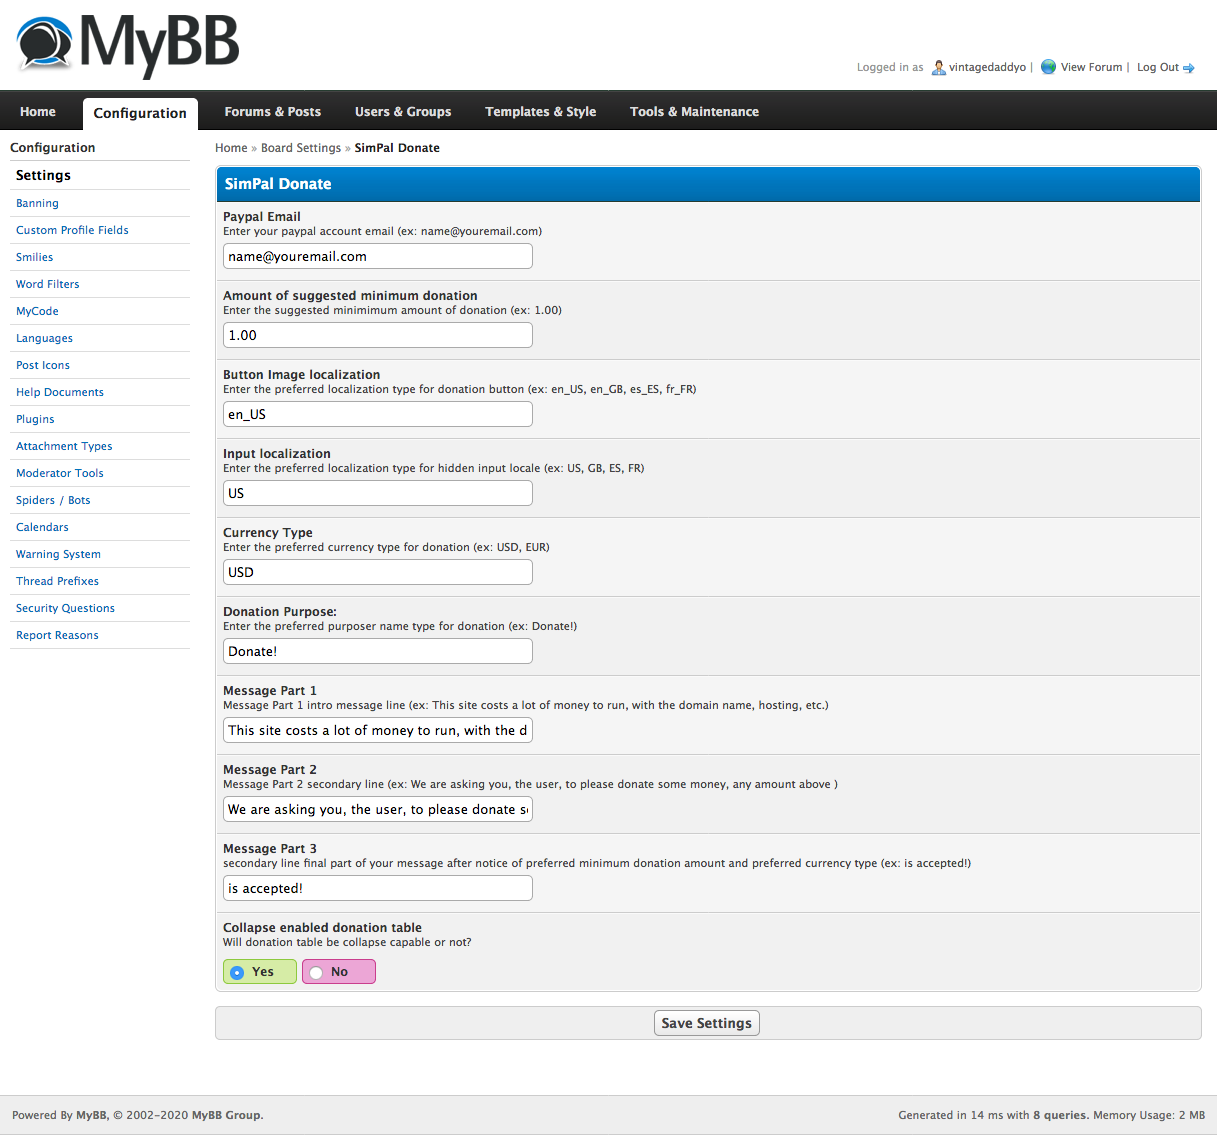 MyBB
Logged in as vintagedaddyo | View Forum | Log Out
Home Configuration Forums & Posts Users & Groups Templates & Style Tools & Maintenance
Configuration
Settings
Banning
Custom Profile Fields
Smilies
Word Filters
MyCode
Languages
Post Icons
Help Documents
Plugins
Attachment Types
Moderator Tools
Spiders / Bots
Calendars
Warning System
Thread Prefixes
Security Questions
Report Reasons
Home » Board Settings » SimPal Donate
SimPal Donate
Paypal Email
Enter your paypal account email (ex: name@youremail.com)
name@youremail.com
Amount of suggested minimum donation
Enter the suggested minimimum amount of donation (ex: 1.00)
1.00
Button Image localization
Enter the preferred localization type for donation button (ex: en_US, en_GB, es_ES, fr_FR)
en_US
Input localization
Enter the preferred localization type for hidden input locale (ex: US, GB, ES, FR)
US
Currency Type
Enter the preferred currency type for donation (ex: USD, EUR)
USD
Donation Purpose:
Enter the preferred purposer name type for donation (ex: Donate!)
Donate!
Message Part 1
Message Part 1 intro message line (ex: This site costs a lot of money to run, with the domain name, hosting, etc.)
This site costs a lot of money to run, with the d
Message Part 2
Message Part 2 secondary line (ex: We are asking you, the user, to please donate some money, any amount above )
We are asking you, the user, to please donate s
Message Part 3
secondary line final part of your message after notice of preferred minimum donation amount and preferred currency type (ex: is accepted!)
is accepted!
Collapse enabled donation table
Will donation table be collapse capable or not?
Yes No
Save Settings
Powered By MyBB, © 2002-2020 MyBB Group.
Generated in 14 ms with 8 queries. Memory Usage: 2 MB